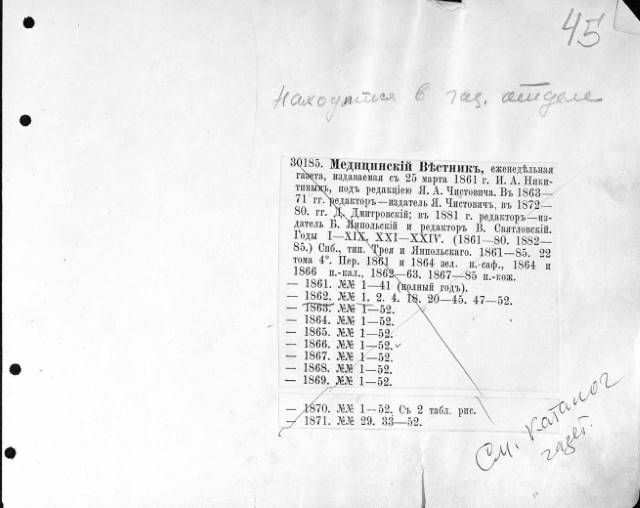 45
Находится в газ. отделе
30185. Медицинскій Вѣстникъ, еженедѣльная
газета, издаваемая съ 25 марта 1861 г. И. А. Ники-
тинымъ, подъ редакціею Я. А. Чистовича. Въ 1863—
71 гг. редакторъ—издатель Я. Чистовичъ, въ 1872—
80. гг. Д. Дмитровскій; въ 1881 г. редакторъ—из-
датель Б. Янпольскій и редакторъ В. Святловскій.
Годы I—XIX. XXI—XXIV. (1861—80. 1882—
85.) Спб., тип. Трея и Янпольскаго. 1861—85. 22
тома 4°. Пер. 1861 и 1864 зел. п.-саф., 1864 и
1866 п.-кал., 1862—63. 1867—85 п.-кож.
— 1861. №№ 1—41 (полный годъ).
— 1862. №№ 1. 2. 4. 18. 20—45. 47—52.
— 1863. №№ 1—52.
— 1864. №№ 1—52.
— 1865. №№ 1—52.
— 1866. №№ 1—52.
— 1867. №№ 1—52.
— 1868. №№ 1—52.
— 1869. №№ 1—52.
— 1870. №№ 1—52. Съ 2 табл. рис.
— 1871. №№ 29. 33—52.
См. каталог
газет.